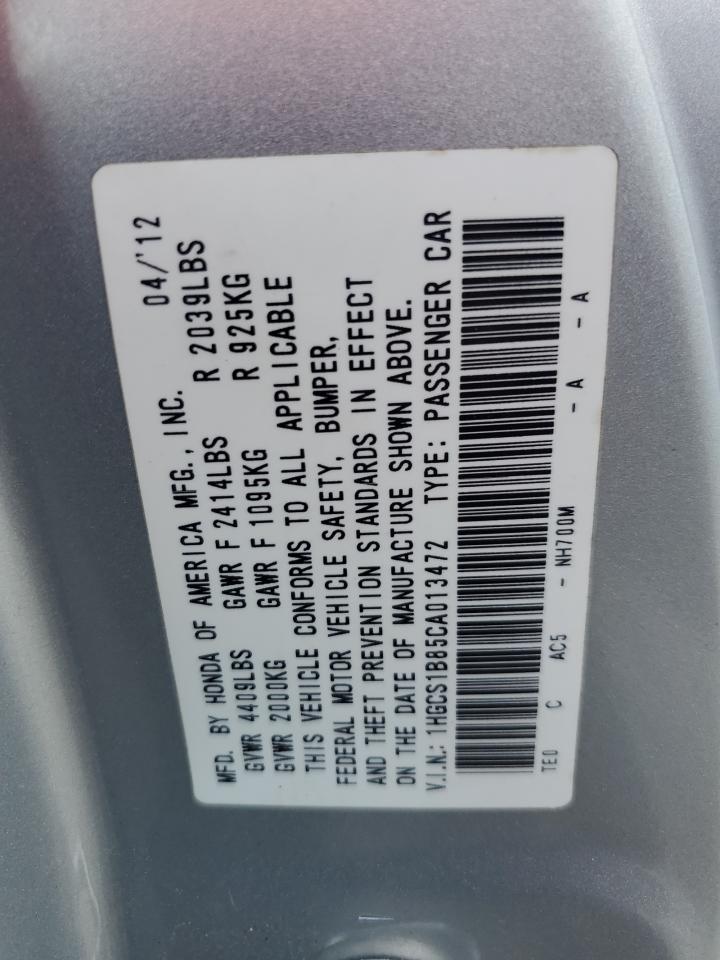 MFD. BY HONDA OF AMERICA MFG., INC. 04/'12
GVWR 4409LBS GAWR F 2414LBS R 2039LBS
GVWR 2000KG GAWR F 1095KG R 925KG
THIS VEHICLE CONFORMS TO ALL APPLICABLE
FEDERAL MOTOR VEHICLE SAFETY, BUMPER,
AND THEFT PREVENTION STANDARDS IN EFFECT
ON THE DATE OF MANUFACTURE SHOWN ABOVE.
V.I.N.: 1HGCS1B85CA013472 TYPE: PASSENGER CAR
TE0 C AC5 - NH700M - A - A